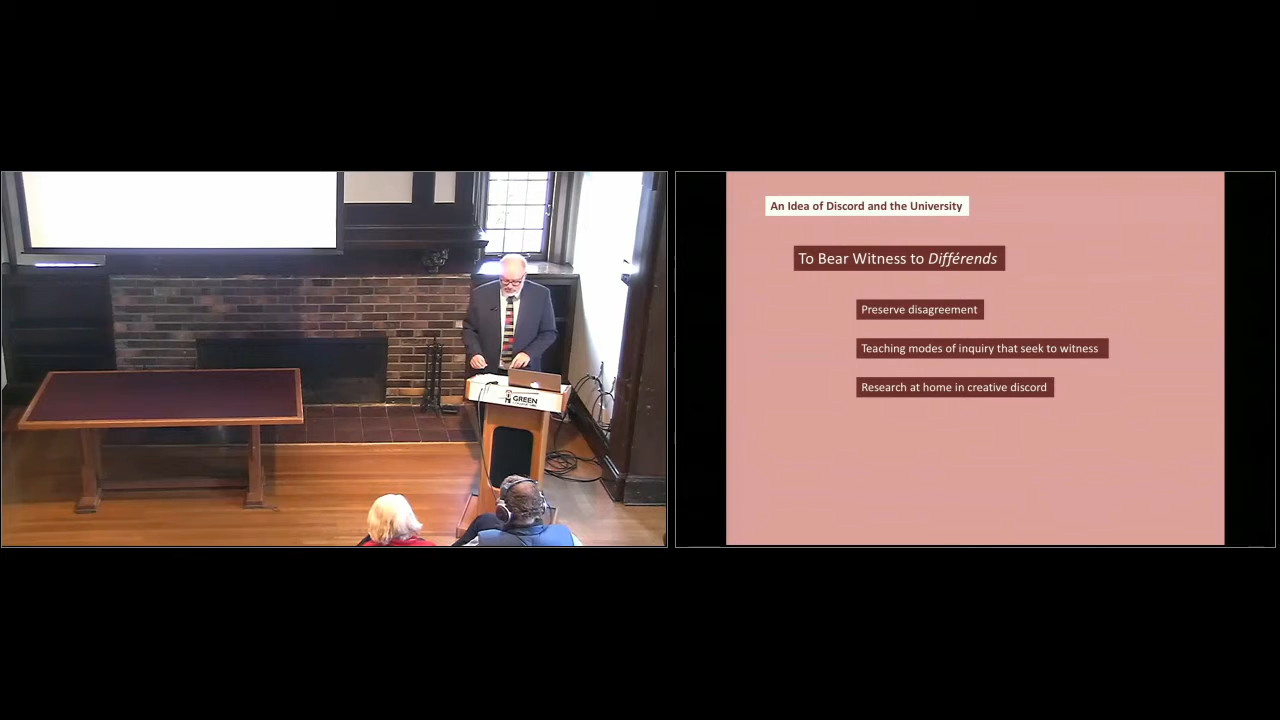 GREEN
An Idea of Discord and the University
To Bear Witness to Différends
Preserve disagreement
Teaching modes of inquiry that seek to witness
Research at home in creative discord